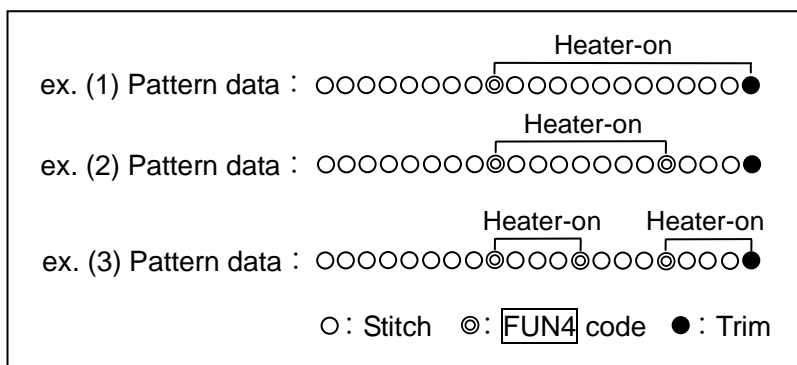 Heater-on
ex. (1) Pattern data : ○○○○○○○○◎○○○○○○○○○○○●
Heater-on
ex. (2) Pattern data : ○○○○○○○○◎○○○○○○○◎○○○●
Heater-on Heater-on
ex. (3) Pattern data : ○○○○○○○○◎○○○◎○○○◎○○○●
○ : Stitch ◎ : FUN4 code ● : Trim